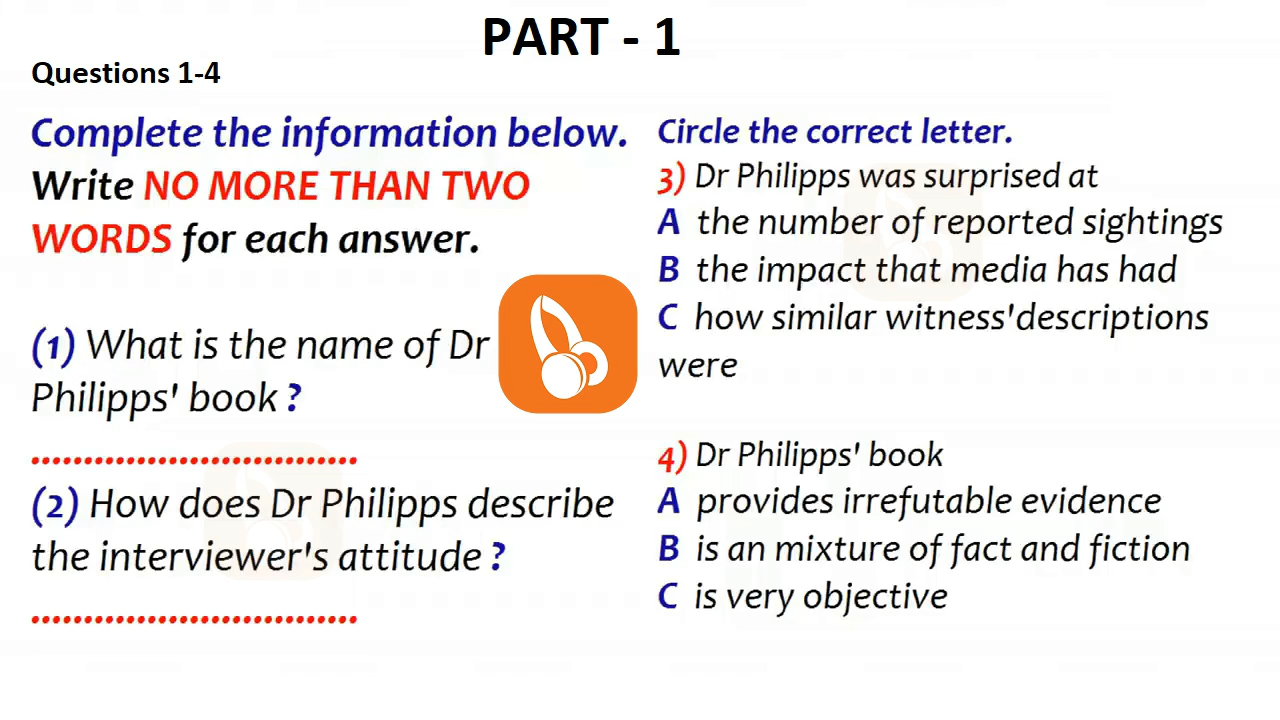 PART - 1
Questions 1-4
Complete the information below.
Write NO MORE THAN TWO
WORDS for each answer.
(1) What is the name of Dr
Philipps' book ?
...............................
(2) How does Dr Philipps describe
the interviewer's attitude ?
...............................
Circle the correct letter.
3) Dr Philipps was surprised at
A the number of reported sightings
B the impact that media has had
C how similar witness'descriptions
were
4) Dr Philipps' book
A provides irrefutable evidence
B is an mixture of fact and fiction
C is very objective